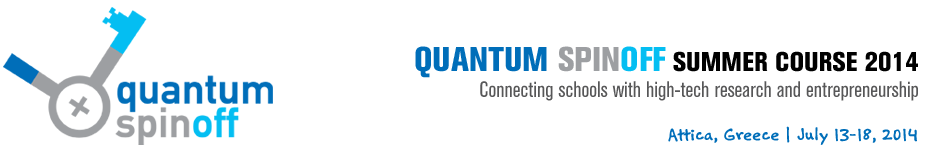 quantum
spinoff
QUANTUM SPINOFF SUMMER COURSE 2014
Connecting schools with high-tech research and entrepreneurship
Attica, Greece | July 13-18, 2014